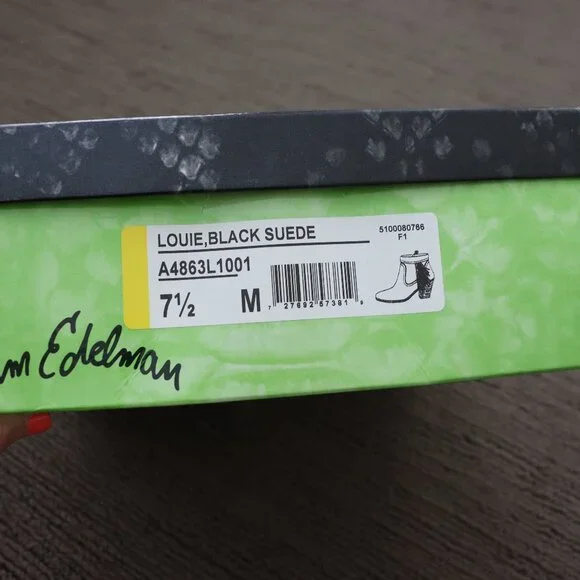 LOUIE,BLACK SUEDE
5100080766
F1
A4863L1001
7½ M
7 27692 57381 9
m Edelman